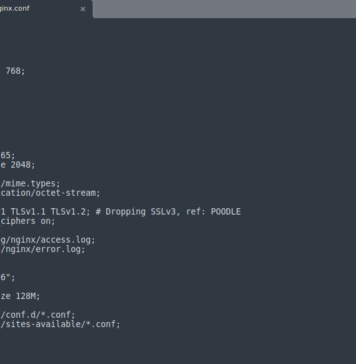 ginx.conf ×
768;
65;
e 2048;
/mime.types;
cation/octet-stream;
1 TLSv1.1 TLSv1.2; # Dropping SSLv3, ref: POODLE
ciphers on;
g/nginx/access.log;
/nginx/error.log;
6";
ze 128M;
/conf.d/*.conf;
/sites-available/*.conf;